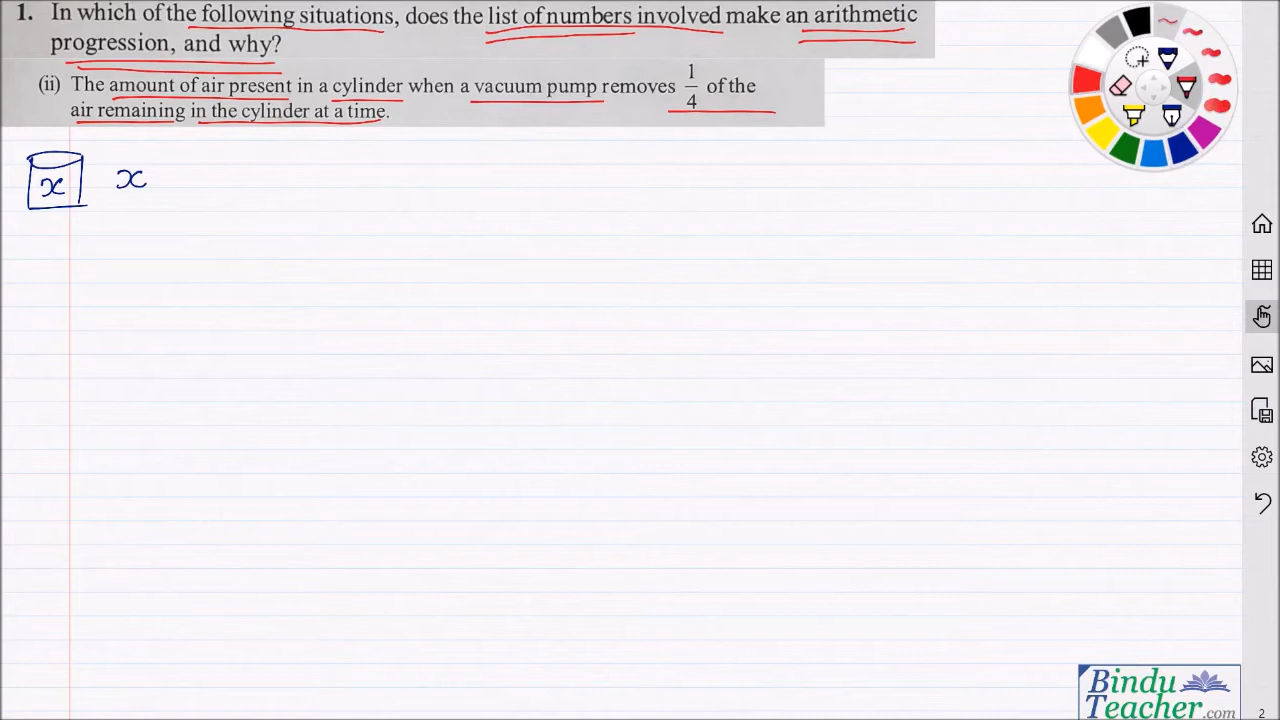 1. In which of the following situations, does the list of numbers involved make an arithmetic
progression, and why?
(ii) The amount of air present in a cylinder when a vacuum pump removes 1/4 of the
air remaining in the cylinder at a time.
x x
Bindu
Teacher.com
2